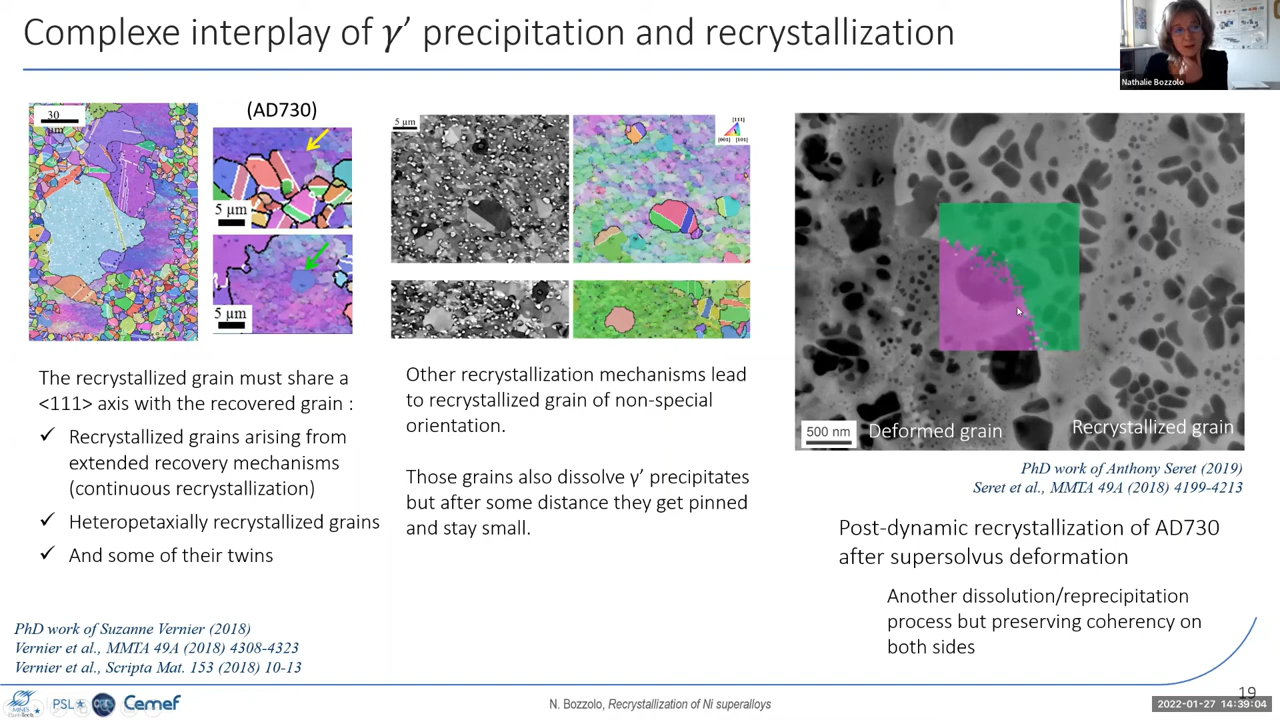 Complexe interplay of γ’ precipitation and recrystallization
Nathalie Bozzolo
(AD730)
30
µm
5 µm
5 µm
5 µm
[111]
[001] [101]
500 nm
Deformed grain
Recrystallized grain
The recrystallized grain must share a
<111> axis with the recovered grain :
✓ Recrystallized grains arising from
extended recovery mechanisms
(continuous recrystallization)
✓ Heteropetaxially recrystallized grains
✓ And some of their twins
PhD work of Suzanne Vernier (2018)
Vernier et al., MMTA 49A (2018) 4308-4323
Vernier et al., Scripta Mat. 153 (2018) 10-13
Other recrystallization mechanisms lead
to recrystallized grain of non-special
orientation.
Those grains also dissolve γ’ precipitates
but after some distance they get pinned
and stay small.
PhD work of Anthony Seret (2019)
Seret et al., MMTA 49A (2018) 4199-4213
Post-dynamic recrystallization of AD730
after supersolvus deformation
Another dissolution/reprecipitation
process but preserving coherency on
both sides
PSL
Cemef
N. Bozzolo, Recrystallization of Ni superalloys
19
2022-01-27 14:39:04